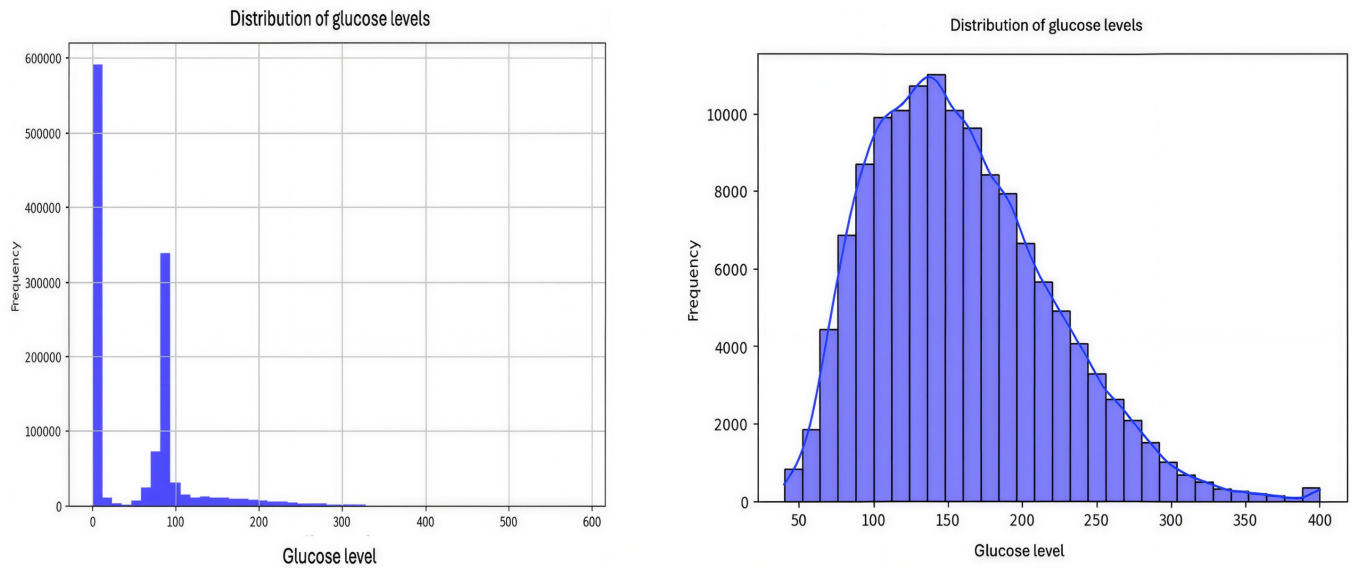 Distribution of glucose levels
600000
500000
400000
300000
200000
100000
0
Frequency
0 100 200 300 400 500 600
Glucose level
Distribution of glucose levels
10000
8000
6000
4000
2000
0
Frequency
50 100 150 200 250 300 350 400
Glucose level